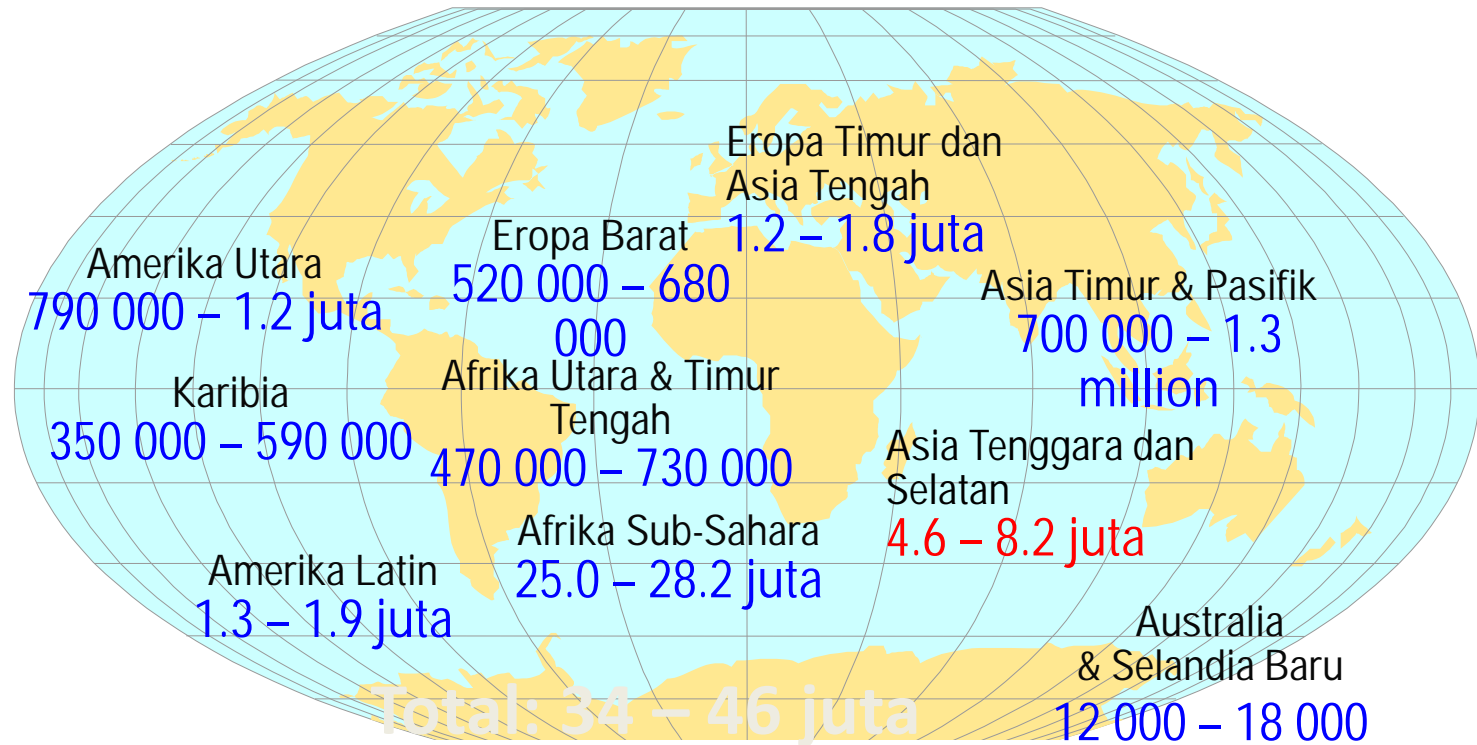 Eropa Timur dan
Asia Tengah
1.2 – 1.8 juta
Eropa Barat
520 000 – 680
000
Amerika Utara
790 000 – 1.2 juta
Asia Timur & Pasifik
700 000 – 1.3
million
Karibia
350 000 – 590 000
Afrika Utara & Timur
Tengah
470 000 – 730 000
Asia Tenggara dan
Selatan
4.6 – 8.2 juta
Afrika Sub-Sahara
25.0 – 28.2 juta
Amerika Latin
1.3 – 1.9 juta
Australia
& Selandia Baru
12 000 – 18 000
Total: 34 – 46 juta